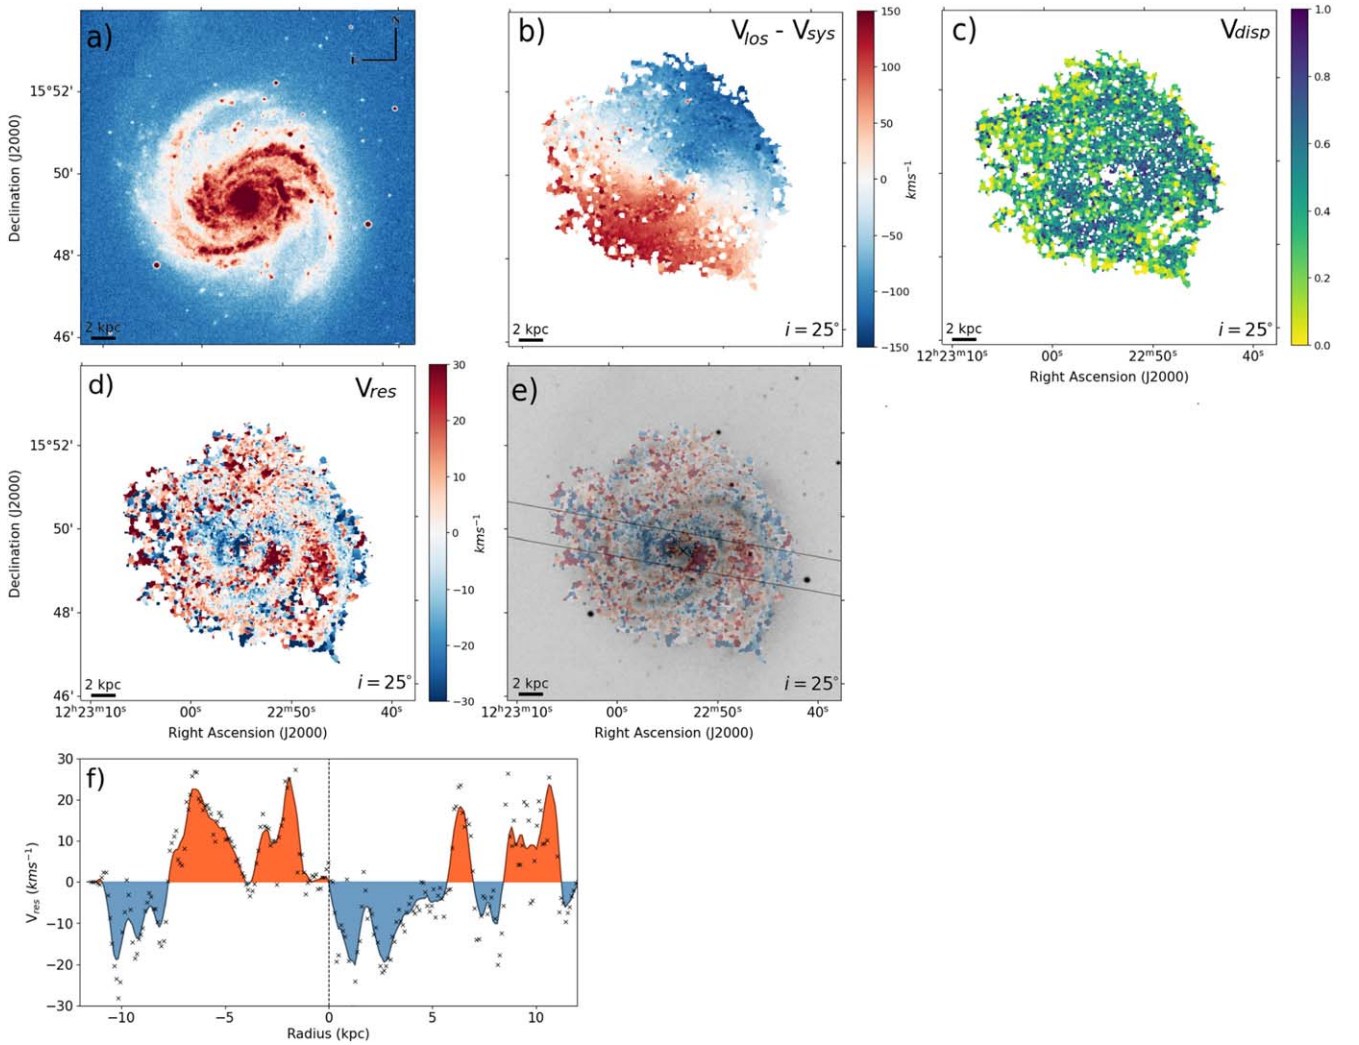 a)
N
15°52'
50'
48'
46'
Declination (J2000)
2 kpc
b)
V_los - V_sys
2 kpc
i = 25°
150
100
50
0
−50
−100
−150
kms⁻¹
c)
V_disp
2 kpc
i = 25°
12ʰ23ᵐ10ˢ 00ˢ 22ᵐ50ˢ 40ˢ
Right Ascension (J2000)
1.0
0.8
0.6
0.4
0.2
0.0
d)
V_res
15°52'
50'
48'
46'
Declination (J2000)
2 kpc
i = 25°
12ʰ23ᵐ10ˢ 00ˢ 22ᵐ50ˢ 40ˢ
Right Ascension (J2000)
30
20
10
0
−10
−20
−30
kms⁻¹
e)
2 kpc
i = 25°
12ʰ23ᵐ10ˢ 00ˢ 22ᵐ50ˢ 40ˢ
Right Ascension (J2000)
f)
30
20
10
0
−10
−20
−30
V_res (kms⁻¹)
−10 −5 0 5 10
Radius (kpc)